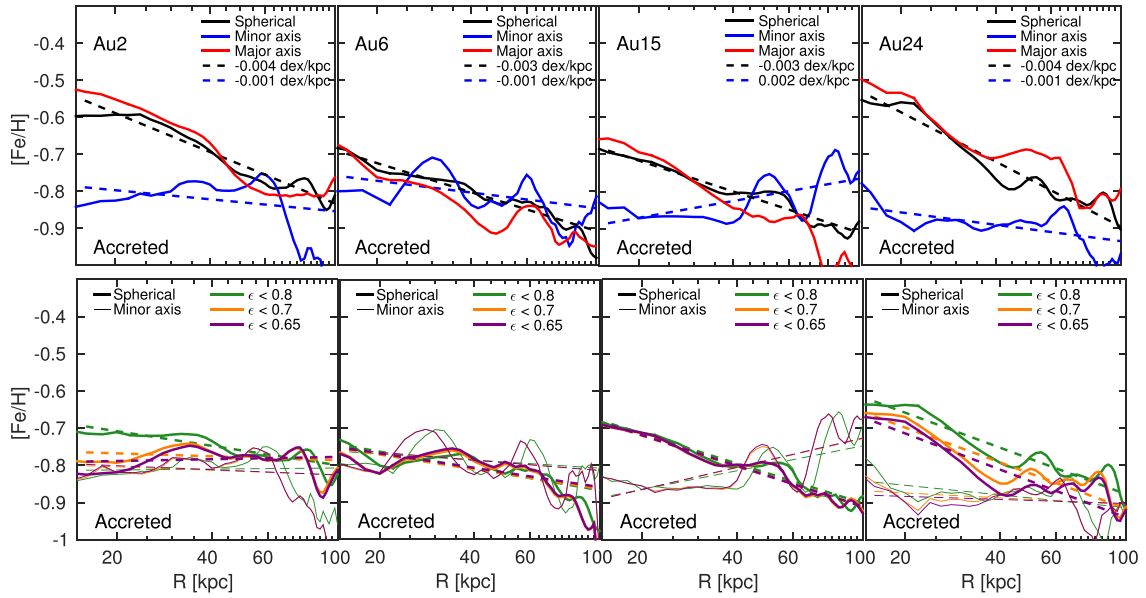 Au2
Spherical
Minor axis
Major axis
-0.004 dex/kpc
-0.001 dex/kpc
Accreted
Au6
Spherical
Minor axis
Major axis
-0.003 dex/kpc
-0.001 dex/kpc
Accreted
Au15
Spherical
Minor axis
Major axis
-0.003 dex/kpc
0.002 dex/kpc
Accreted
Au24
Spherical
Minor axis
Major axis
-0.004 dex/kpc
-0.001 dex/kpc
Accreted
[Fe/H]
-0.4
-0.5
-0.6
-0.7
-0.8
-0.9
Spherical
Minor axis
ϵ < 0.8
ϵ < 0.7
ϵ < 0.65
Accreted
Spherical
Minor axis
ϵ < 0.8
ϵ < 0.7
ϵ < 0.65
Accreted
Spherical
Minor axis
ϵ < 0.8
ϵ < 0.7
ϵ < 0.65
Accreted
Spherical
Minor axis
ϵ < 0.8
ϵ < 0.7
ϵ < 0.65
Accreted
[Fe/H]
-0.4
-0.5
-0.6
-0.7
-0.8
-0.9
-1
20 40 60 100
20 40 60 100
20 40 60 100
20 40 60 100
R [kpc]
R [kpc]
R [kpc]
R [kpc]